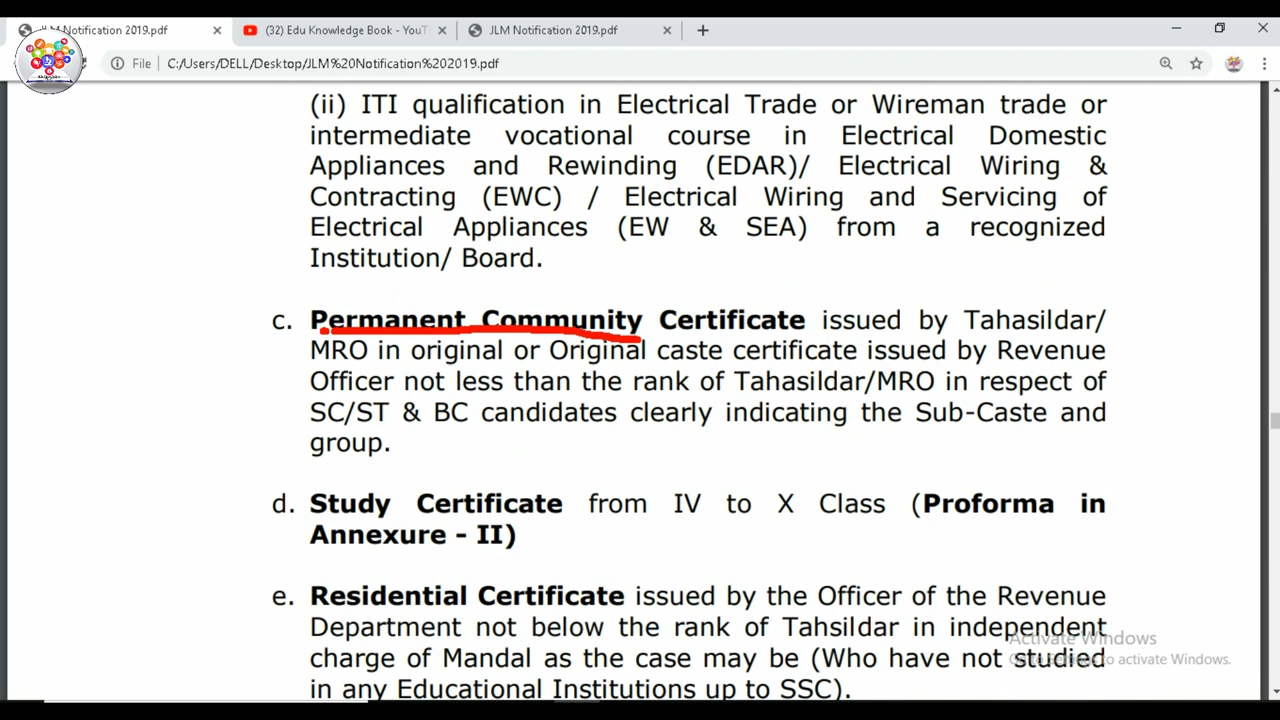 JLM Notification 2019.pdf
(32) Edu Knowledge Book - YouT
JLM Notification 2019.pdf
File
C:/Users/DELL/Desktop/JLM%20Notification%202019.pdf
(ii) ITI qualification in Electrical Trade or Wireman trade or
intermediate vocational course in Electrical Domestic
Appliances and Rewinding (EDAR)/ Electrical Wiring &
Contracting (EWC) / Electrical Wiring and Servicing of
Electrical Appliances (EW & SEA) from a recognized
Institution/ Board.
c. Permanent Community Certificate issued by Tahasildar/
MRO in original or Original caste certificate issued by Revenue
Officer not less than the rank of Tahasildar/MRO in respect of
SC/ST & BC candidates clearly indicating the Sub-Caste and
group.
d. Study Certificate from IV to X Class (Proforma in
Annexure - II)
e. Residential Certificate issued by the Officer of the Revenue
Department not below the rank of Tahsildar in independent
charge of Mandal as the case may be (Who have not studied
in any Educational Institutions up to SSC).
Activate Windows
Go to Settings to activate Windows.